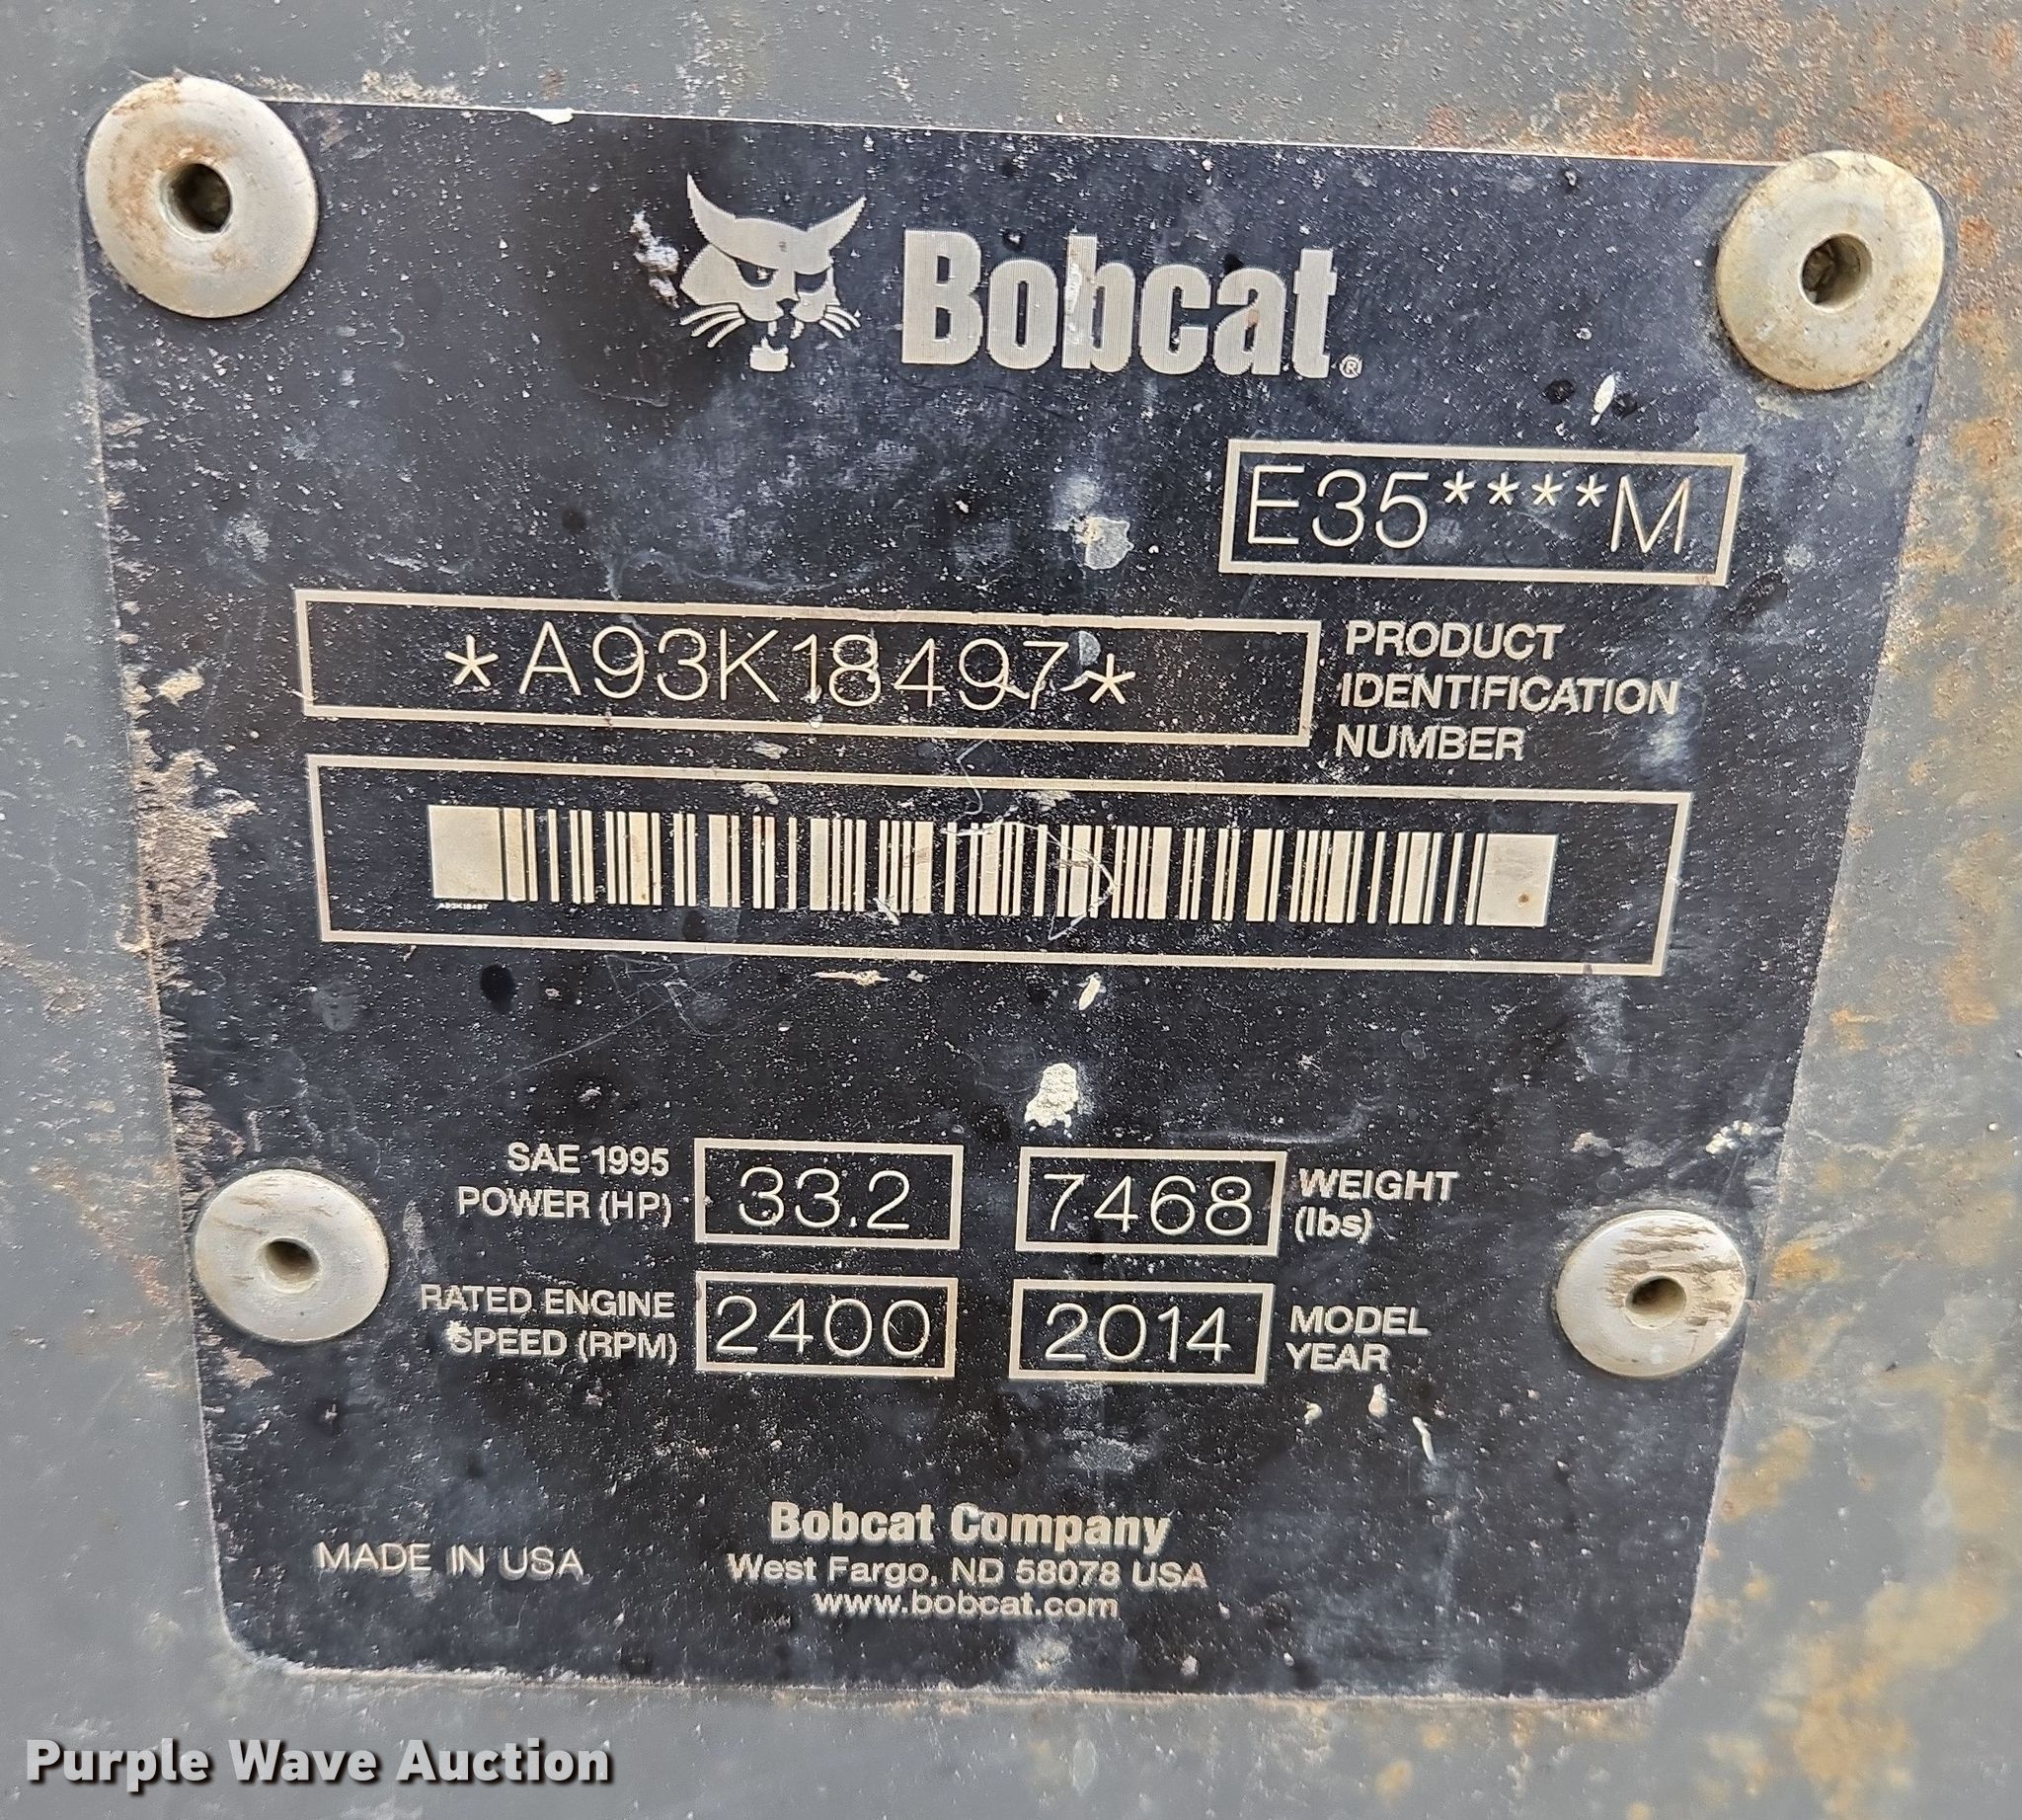 Bobcat®
E35****M
*A93K18497*
PRODUCT
IDENTIFICATION
NUMBER
A93K18497
SAE 1995
POWER (HP)
33.2
7468
WEIGHT
(lbs)
RATED ENGINE
SPEED (RPM)
2400
2014
MODEL
YEAR
MADE IN USA
Bobcat Company
West Fargo, ND 58078 USA
www.bobcat.com
Purple Wave Auction